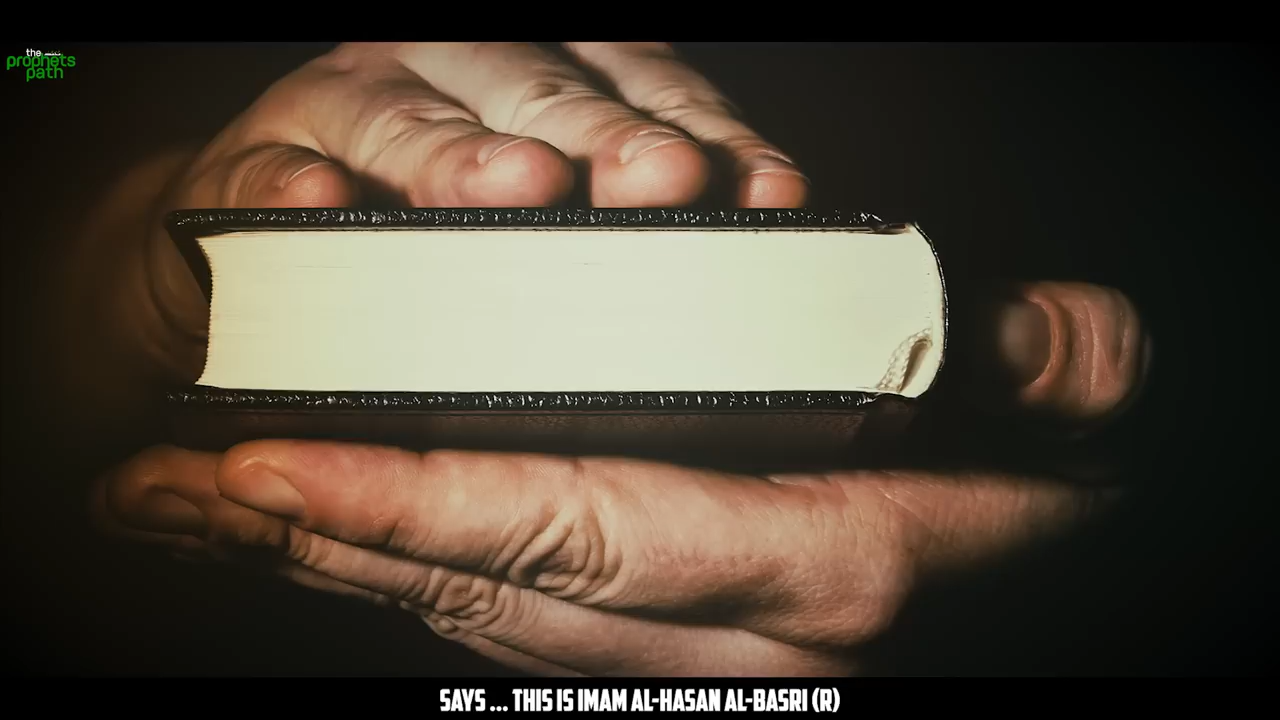 the
prophets
path
SAYS ... THIS IS IMAM AL-HASAN AL-BASRI (R)